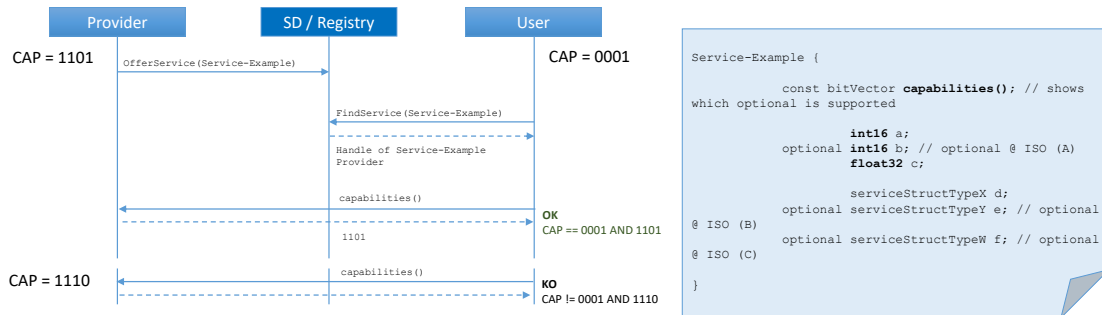 Provider
SD / Registry
User
CAP = 1101
CAP = 0001
OfferService(Service-Example)
FindService(Service-Example)
Handle of Service-Example
Provider
capabilities()
OK
CAP == 0001 AND 1101
1101
CAP = 1110
capabilities()
KO
CAP != 0001 AND 1110
Service-Example {
const bitVector capabilities(); // shows
which optional is supported
int16 a;
optional int16 b; // optional @ ISO (A)
float32 c;
serviceStructTypeX d;
optional serviceStructTypeY e; // optional
@ ISO (B)
optional serviceStructTypeW f; // optional
@ ISO (C)
}